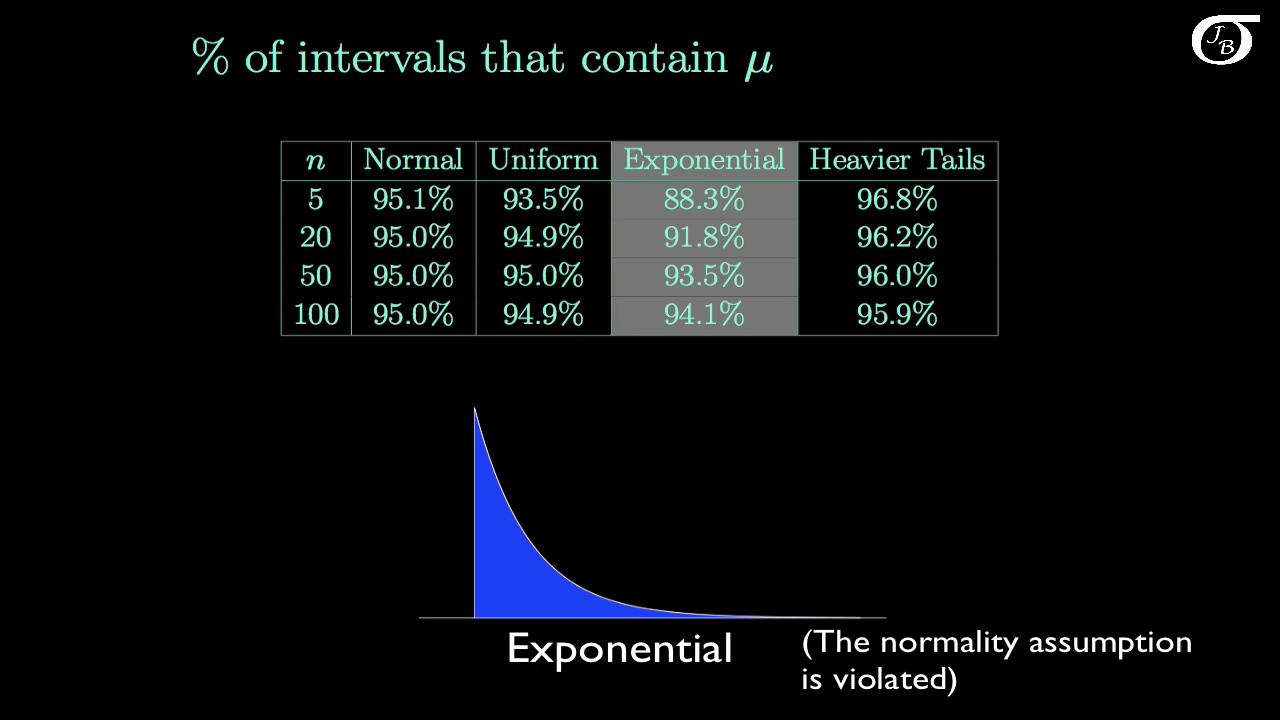 % of intervals that contain μ
JB
n Normal Uniform Exponential Heavier Tails
5 95.1% 93.5% 88.3% 96.8%
20 95.0% 94.9% 91.8% 96.2%
50 95.0% 95.0% 93.5% 96.0%
100 95.0% 94.9% 94.1% 95.9%
Exponential
(The normality assumption
is violated)